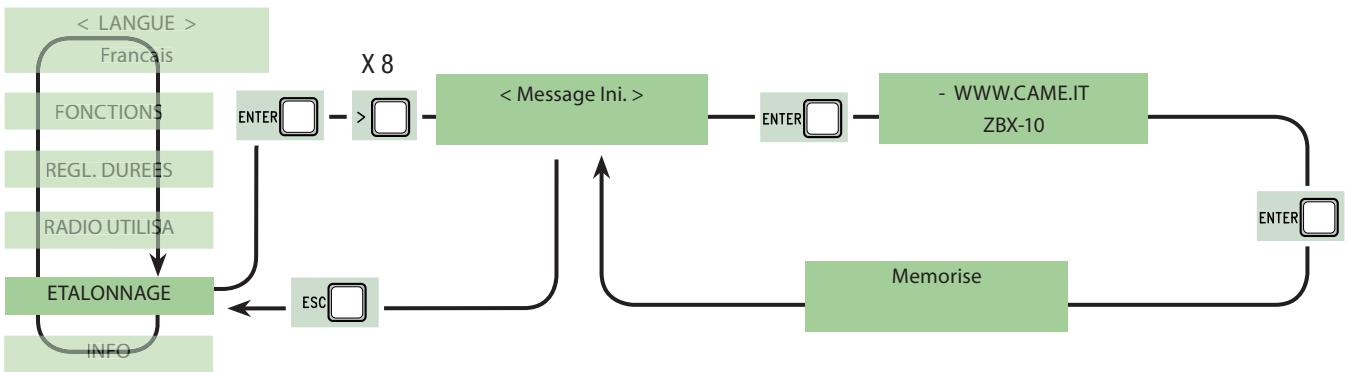 < LANGUE >
Francais
FONCTIONS
REGL. DUREES
RADIO UTILISA
ETALONNAGE
INFO
ENTER
X 8
>
< Message Ini. >
ENTER
- WWW.CAME.IT
ZBX-10
ENTER
Memorise
ESC